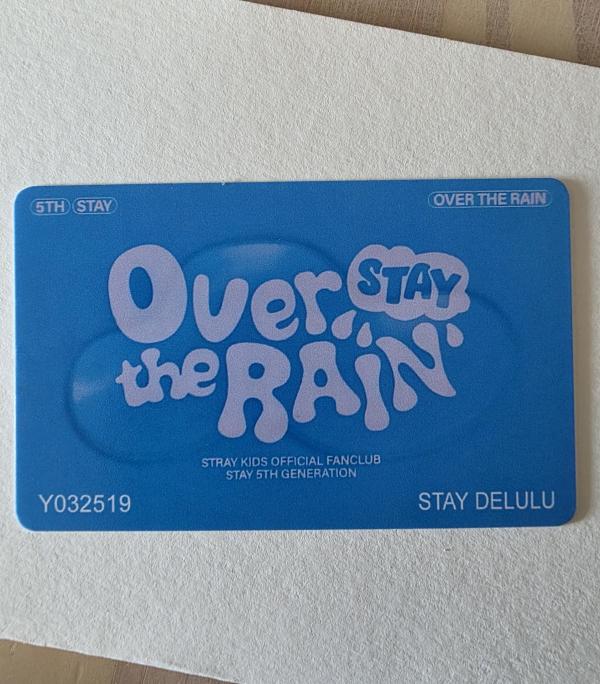 5TH STAY
OVER THE RAIN
Over STAY
the RAIN
STRAY KIDS OFFICIAL FANCLUB
STAY 5TH GENERATION
Y032519
STAY DELULU